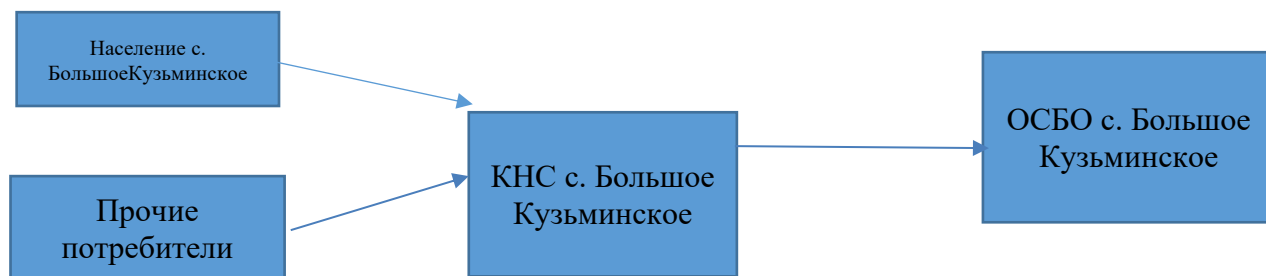 Население с.
БольшоеКузьминское
Прочие
потребители
КНС с. Большое
Кузьминское
ОСБО с. Большое
Кузьминское